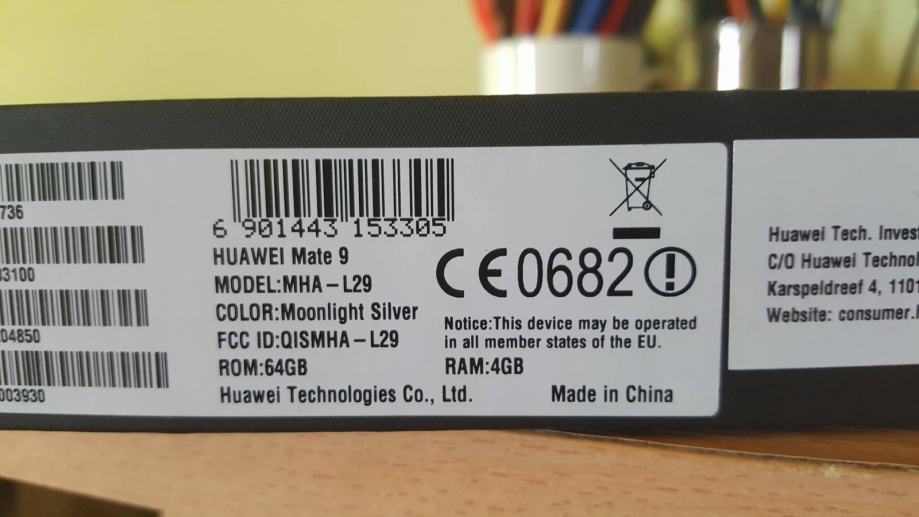 736
33100
04850
003930
6 901443 153305
HUAWEI Mate 9
MODEL:MHA-L29
COLOR:Moonlight Silver
FCC ID:QISMHA-L29
ROM:64GB
RAM:4GB
Huawei Technologies Co., Ltd.
Made in China
CE0682
Notice:This device may be operated
in all member states of the EU.
Huawei Tech. Invest
C/O Huawei Technol
Karspeldreef 4, 1101
Website: consumer.